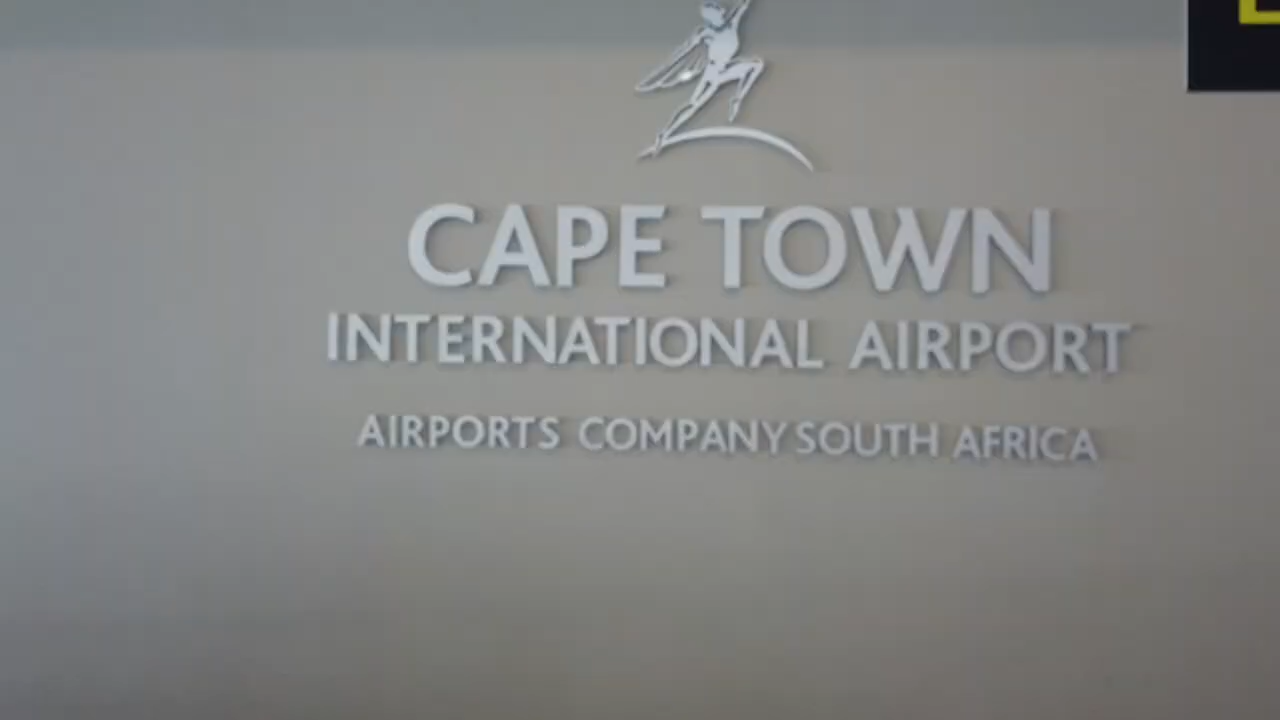 CAPE TOWN
INTERNATIONAL AIRPORT
AIRPORTS COMPANY SOUTH AFRICA